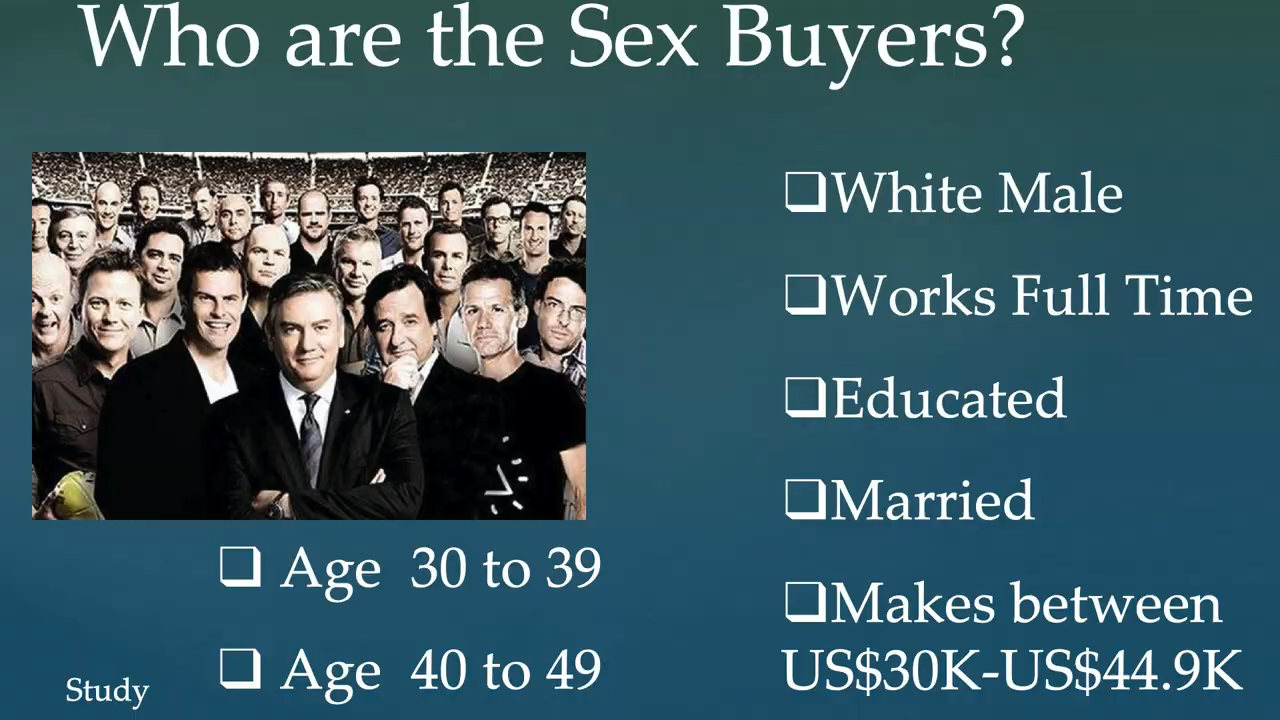 Who are the Sex Buyers?
❑White Male
❑Works Full Time
❑Educated
❑Married
❑Makes between
US$30K-US$44.9K
❑ Age 30 to 39
❑ Age 40 to 49
Study